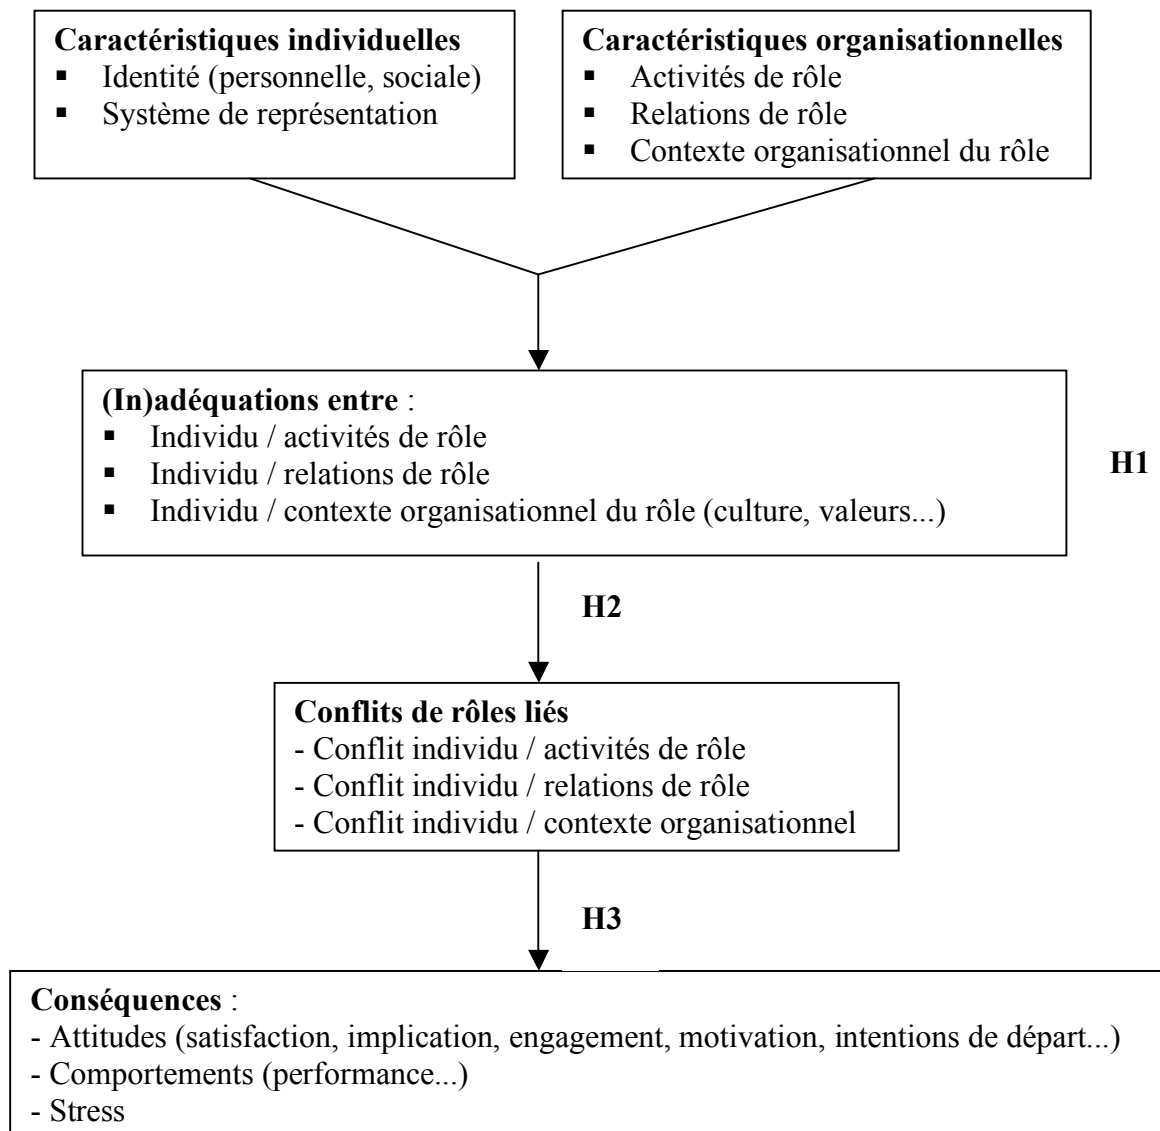 Caractéristiques individuelles
▪ Identité (personnelle, sociale)
▪ Système de représentation
Caractéristiques organisationnelles
▪ Activités de rôle
▪ Relations de rôle
▪ Contexte organisationnel du rôle
(In)adéquations entre :
▪ Individu / activités de rôle
▪ Individu / relations de rôle
▪ Individu / contexte organisationnel du rôle (culture, valeurs...)
H1
H2
Conflits de rôles liés
- Conflit individu / activités de rôle
- Conflit individu / relations de rôle
- Conflit individu / contexte organisationnel
H3
Conséquences :
- Attitudes (satisfaction, implication, engagement, motivation, intentions de départ...)
- Comportements (performance...)
- Stress